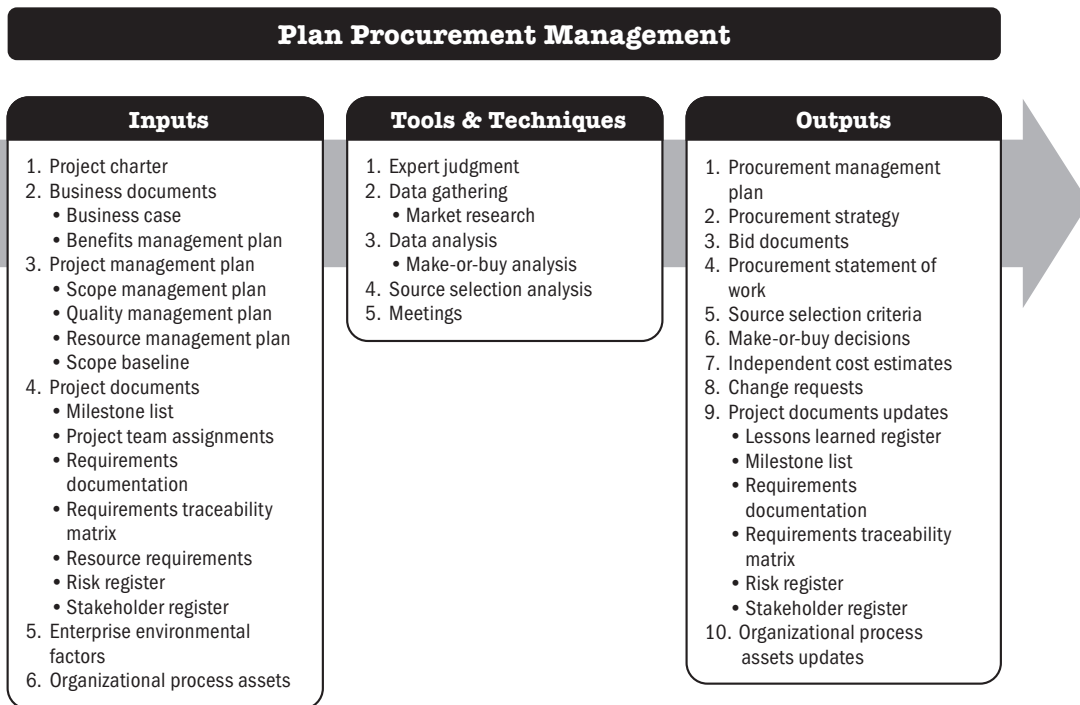 Plan Procurement Management
Inputs
1. Project charter
2. Business documents
• Business case
• Benefits management plan
3. Project management plan
• Scope management plan
• Quality management plan
• Resource management plan
• Scope baseline
4. Project documents
• Milestone list
• Project team assignments
• Requirements
documentation
• Requirements traceability
matrix
• Resource requirements
• Risk register
• Stakeholder register
5. Enterprise environmental
factors
6. Organizational process assets
Tools & Techniques
1. Expert judgment
2. Data gathering
• Market research
3. Data analysis
• Make-or-buy analysis
4. Source selection analysis
5. Meetings
Outputs
1. Procurement management
plan
2. Procurement strategy
3. Bid documents
4. Procurement statement of
work
5. Source selection criteria
6. Make-or-buy decisions
7. Independent cost estimates
8. Change requests
9. Project documents updates
• Lessons learned register
• Milestone list
• Requirements
documentation
• Requirements traceability
matrix
• Risk register
• Stakeholder register
10. Organizational process
assets updates